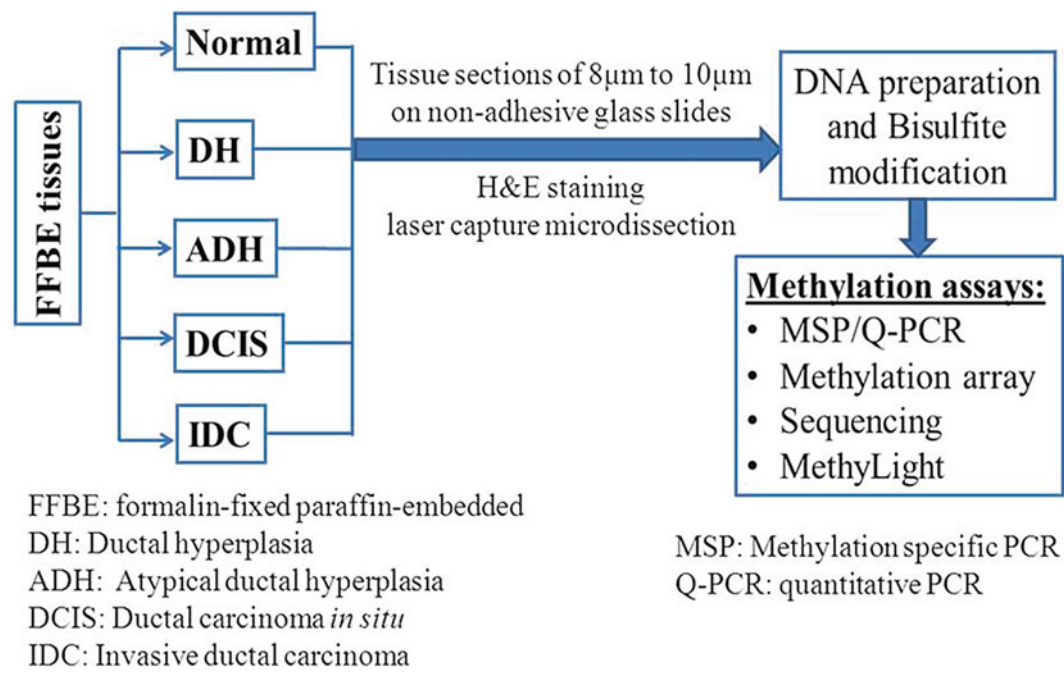 FFBE tissues
Normal
DH
ADH
DCIS
IDC
Tissue sections of 8µm to 10µm
on non-adhesive glass slides
H&E staining
laser capture microdissection
DNA preparation
and Bisulfite
modification
Methylation assays:
• MSP/Q-PCR
• Methylation array
• Sequencing
• MethyLight
FFBE: formalin-fixed paraffin-embedded
DH: Ductal hyperplasia
ADH: Atypical ductal hyperplasia
DCIS: Ductal carcinoma in situ
IDC: Invasive ductal carcinoma
MSP: Methylation specific PCR
Q-PCR: quantitative PCR